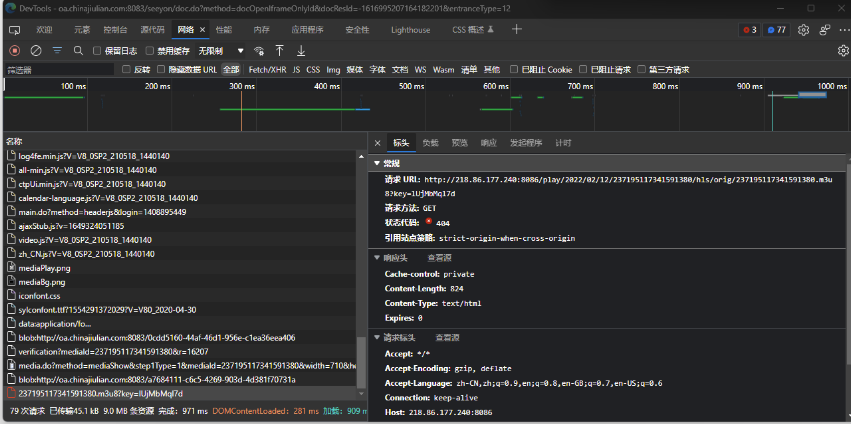 DevTools - oa.chinajiulian.com:8083/seeyon/doc.do?method=docOpenIframeOnlyId&docResId=-1616995207164182201&entranceType=12
欢迎 元素 控制台 源代码 网络 性能 内存 应用程序 安全性 Lighthouse CSS 概述 3 77
保留日志 禁用缓存 无限制
筛选器 反转 隐藏数据 URL 全部 Fetch/XHR JS CSS Img 媒体 字体 文档 WS Wasm 清单 其他 已阻止 Cookie 已阻止请求 第三方请求
100 ms 200 ms 300 ms 400 ms 500 ms 600 ms 700 ms 800 ms 900 ms 1000 ms
名称
log4fe.min.js?V=V8_0SP2_210518_1440140
all-min.js?V=V8_0SP2_210518_1440140
ctpUi.min.js?V=V8_0SP2_210518_1440140
calendar-language.js?V=V8_0SP2_210518_1440140
main.do?method=headerjs&login=1408895449
ajaxStub.js?v=1649324051185
video.js?V=V8_0SP2_210518_1440140
zh_CN.js?V=V8_0SP2_210518_1440140
mediaPlay.png
mediaBg.png
iconfont.css
sylconfont.ttf?1554291372029?V=V80_2020-04-30
data:application/fo...
blob:http://oa.chinajiulian.com:8083/0cdd5160-44af-46d1-956e-c1ea36eea406
verification?mediaId=237195117341591380&r=16207
media.do?method=mediaShow&step1Type=1&mediaId=237195117341591380&width=710&he
blob:http://oa.chinajiulian.com:8083/a7684111-c6c5-4269-903d-4d381f70731a
237195117341591380.m3u8?key=lUjMbMql7d
79 次请求 已传输45.1 kB 9.0 MB 条资源 完成: 971 ms DOMContentLoaded: 281 ms 加载: 909 m
标头 负载 预览 响应 发起程序 计时
常规
请求 URL: http://218.86.177.240:8086/play/2022/02/12/237195117341591380/hls/orig/237195117341591380.m3u
8?key=lUjMbMql7d
请求方法: GET
状态代码: 404
引用站点策略: strict-origin-when-cross-origin
响应头 查看源
Cache-control: private
Content-Length: 824
Content-Type: text/html
Expires: 0
请求标头 查看源
Accept: */*
Accept-Encoding: gzip, deflate
Accept-Language: zh-CN,zh;q=0.9,en;q=0.8,en-GB;q=0.7,en-US;q=0.6
Connection: keep-alive
Host: 218.86.177.240:8086